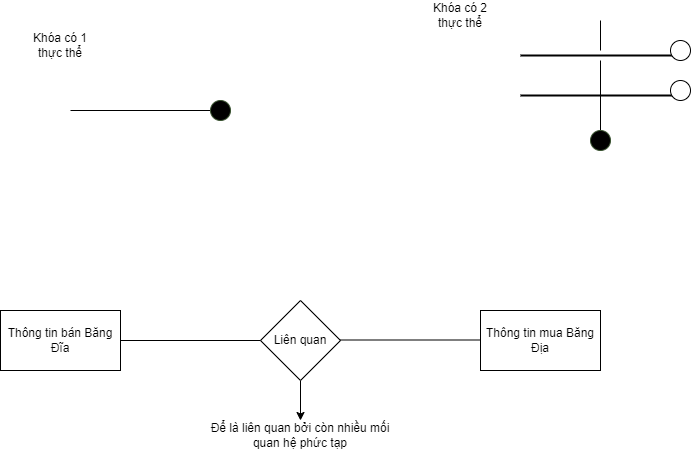 Khóa có 1
thực thể
Khóa có 2
thực thể
Thông tin bán Băng
Đĩa
Liên quan
Thông tin mua Băng
Địa
Để là liên quan bởi còn nhiều mối
quan hệ phức tạp